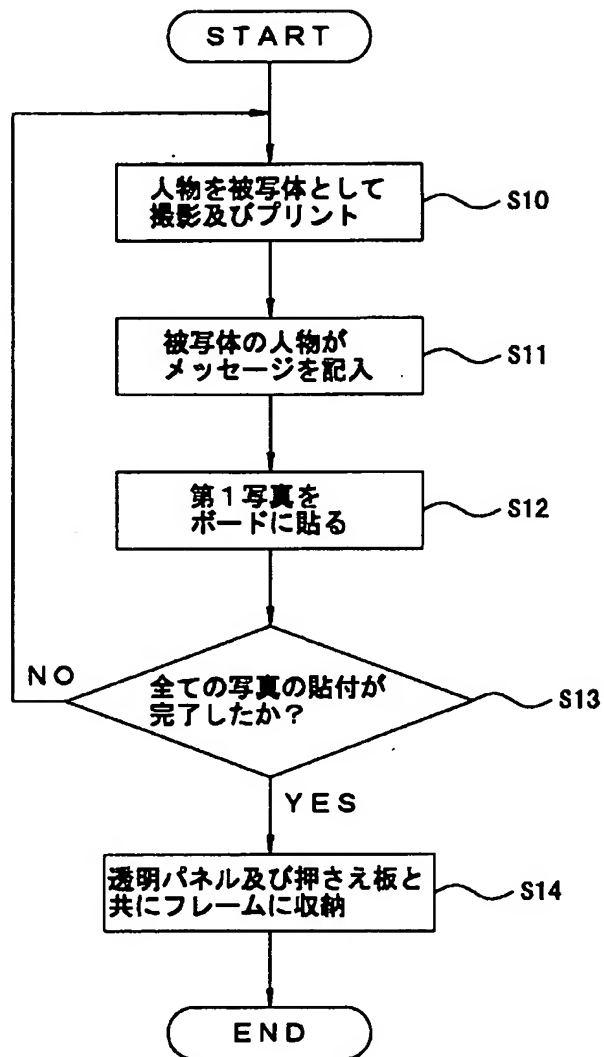 START
人物を被写体として
撮影及びプリント
S10
被写体の人物が
メッセージを記入
S11
第1写真を
ボードに貼る
S12
全ての写真の貼付が
完了したか?
S13
NO
YES
透明パネル及び押さえ板と
共にフレームに収納
S14
END